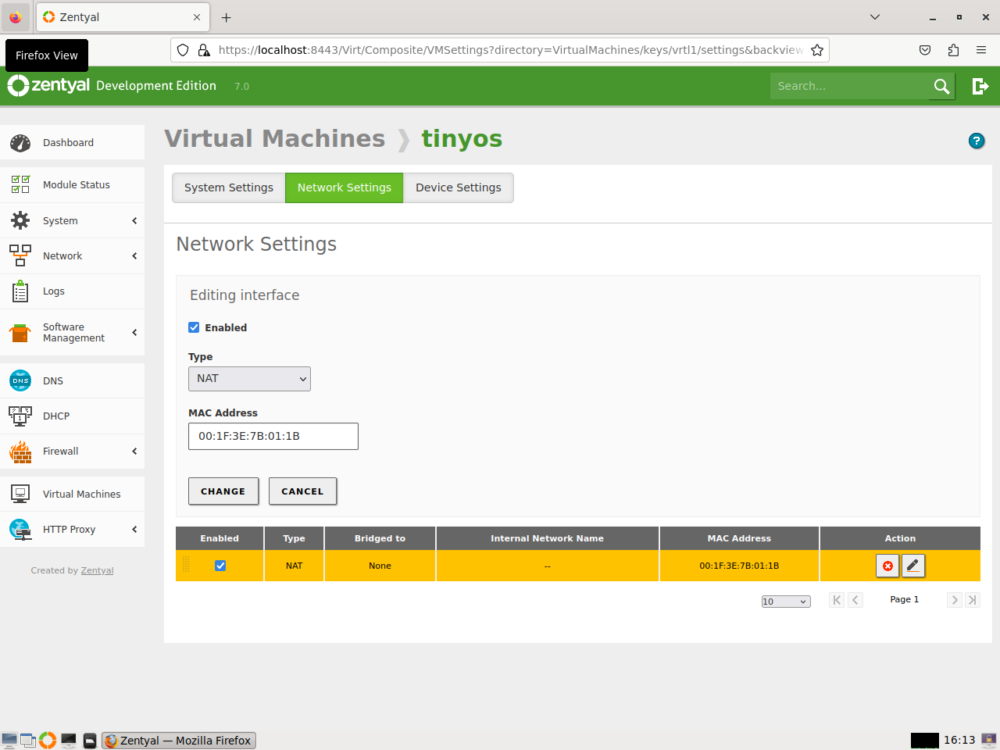 Zentyal
Firefox View
https://localhost:8443/Virt/Composite/VMSettings?directory=VirtualMachines/keys/vrtl1/settings&backview
zentyal Development Edition 7.0
Search...
Dashboard
Module Status
System
Network
Logs
Software
Management
DNS
DNS
DHCP
Firewall
Virtual Machines
HTTP Proxy
Created by Zentyal
Virtual Machines ❯ tinyos
?
System Settings
Network Settings
Device Settings
Network Settings
Editing interface
Enabled
Type
NAT
MAC Address
00:1F:3E:7B:01:1B
CHANGE
CANCEL
Enabled Type Bridged to Internal Network Name MAC Address Action
NAT None -- 00:1F:3E:7B:01:1B
10
Page 1
Zentyal — Mozilla Firefox
16:13